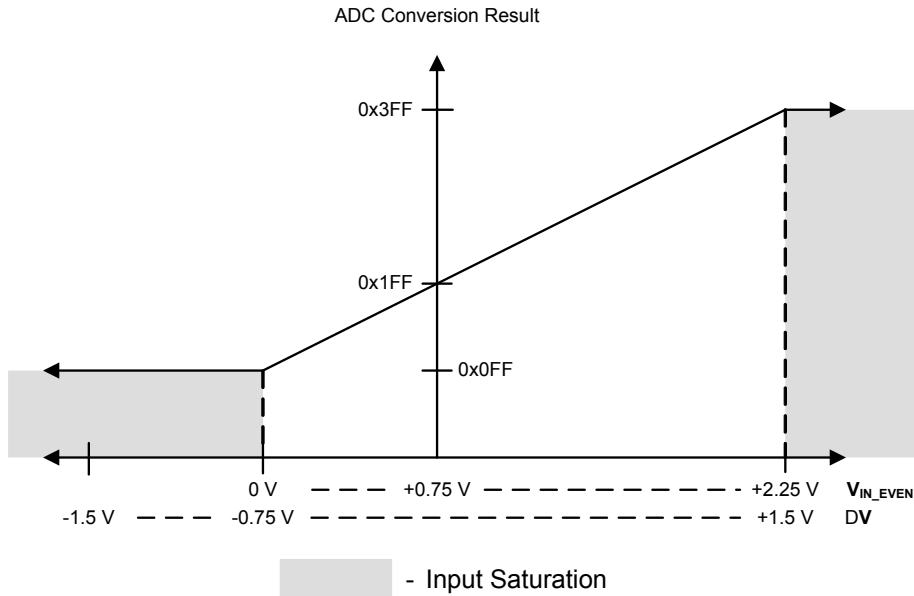 ADC Conversion Result
0x3FF
0x1FF
0x0FF
0 V +0.75 V +2.25 V VIN_EVEN
-1.5 V -0.75 V +1.5 V DV
- Input Saturation